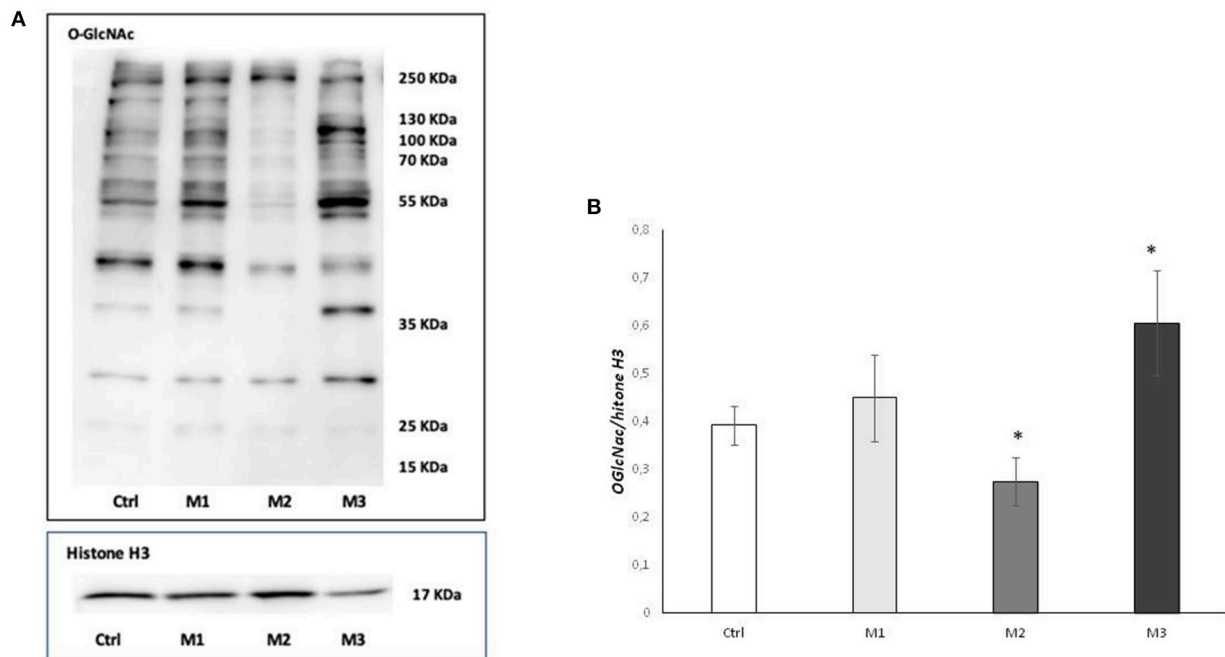 A
O-GlcNAc
250 KDa
130 KDa
100 KDa
70 KDa
55 KDa
35 KDa
25 KDa
15 KDa
Ctrl M1 M2 M3
Histone H3
17 KDa
Ctrl M1 M2 M3
B
OGlcNac/hitone H3
0,8
0,7
0,6
0,5
0,4
0,3
0,2
0,1
0
*
*
Ctrl M1 M2 M3